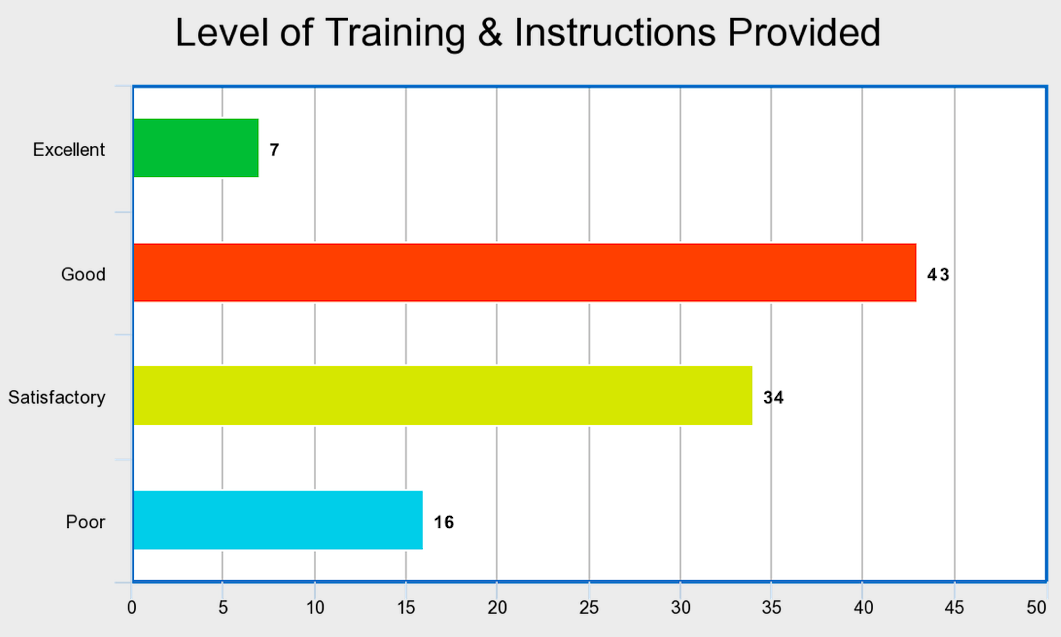 Level of Training & Instructions Provided
Excellent
7
Good
43
Satisfactory
34
Poor
16
0 5 10 15 20 25 30 35 40 45 50